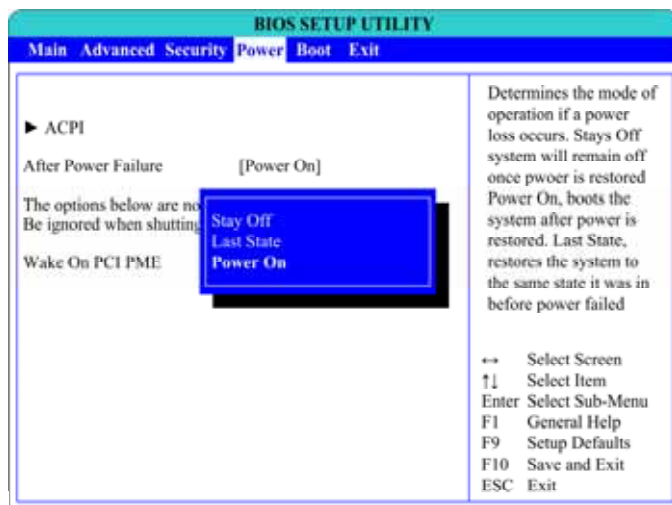 BIOS SETUP UTILITY
Main Advanced Security Power Boot Exit
► ACPI
After Power Failure [Power On]
The options below are no
Be ignored when shutting
Wake On PCI PME
Stay Off
Last State
Power On
Determines the mode of
operation if a power
loss occurs. Stays Off
system will remain off
once pwoer is restored
Power On, boots the
system after power is
restored. Last State,
restores the system to
the same state it was in
before power failed
↔ Select Screen
↑↓ Select Item
Enter Select Sub-Menu
F1 General Help
F9 Setup Defaults
F10 Save and Exit
ESC Exit